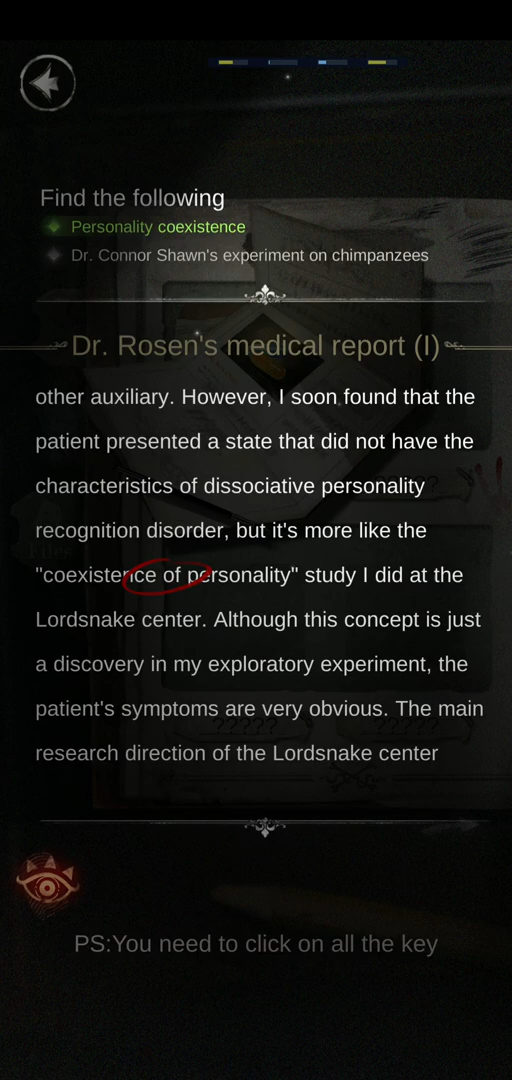 Find the following
Personality coexistence
Dr. Connor Shawn's experiment on chimpanzees
Dr. Rosen's medical report (I)
other auxiliary. However, I soon found that the
patient presented a state that did not have the
characteristics of dissociative personality
recognition disorder, but it's more like the
"coexistence of personality" study I did at the
Lordsnake center. Although this concept is just
a discovery in my exploratory experiment, the
patient's symptoms are very obvious. The main
research direction of the Lordsnake center
?????
PS:You need to click on all the key